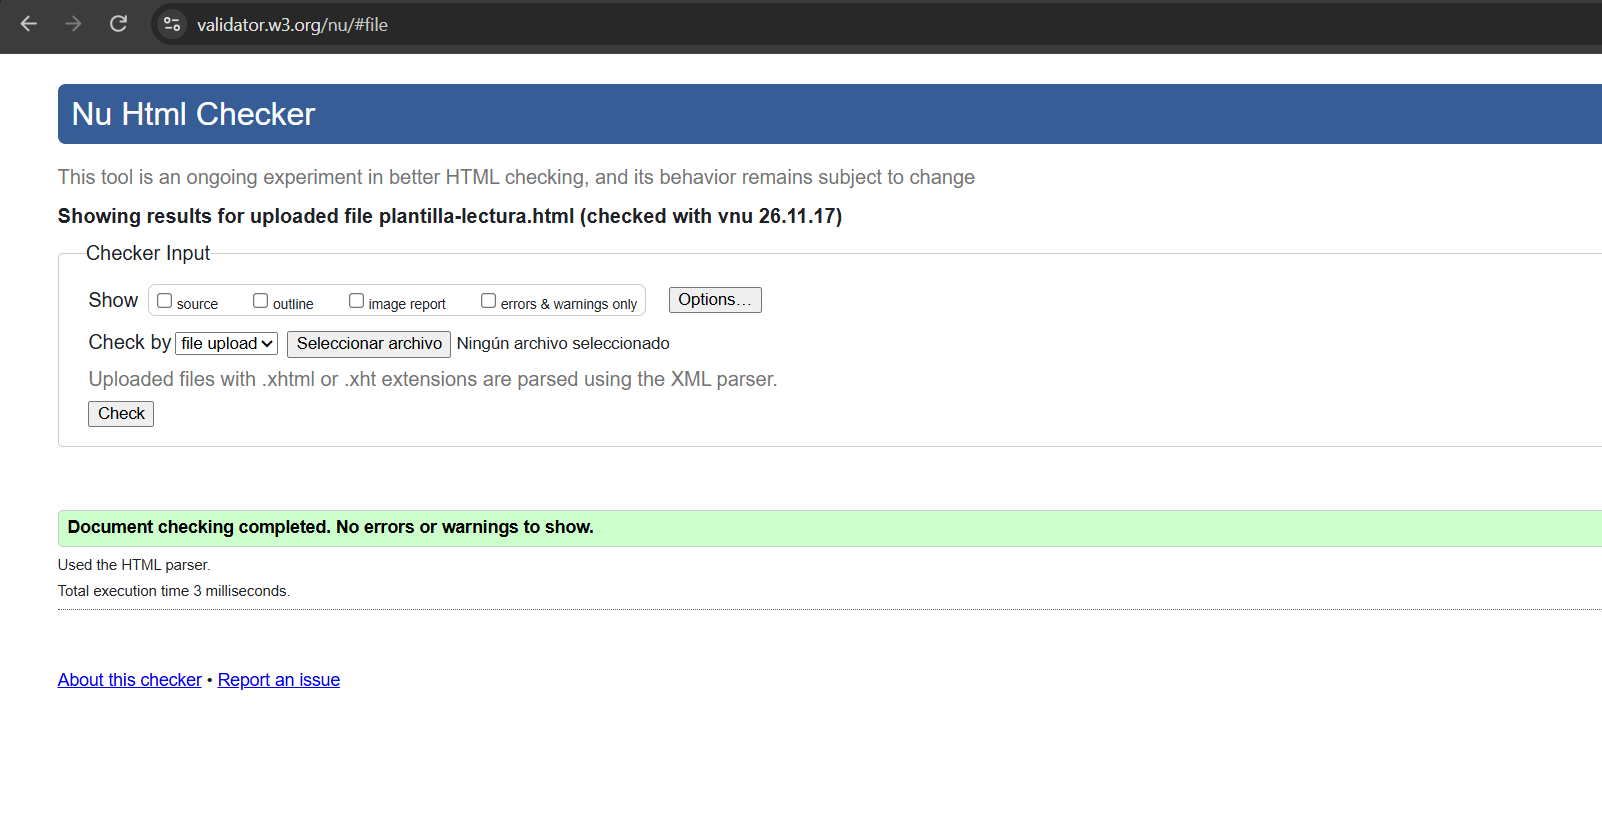 validator.w3.org/nu/#file
Nu Html Checker
This tool is an ongoing experiment in better HTML checking, and its behavior remains subject to change
Showing results for uploaded file plantilla-lectura.html (checked with vnu 26.11.17)
Checker Input
Show source outline image report errors & warnings only Options...
Check by file upload Seleccionar archivo Ningún archivo seleccionado
Uploaded files with .xhtml or .xht extensions are parsed using the XML parser.
Check
Document checking completed. No errors or warnings to show.
Used the HTML parser.
Total execution time 3 milliseconds.
About this checker • Report an issue